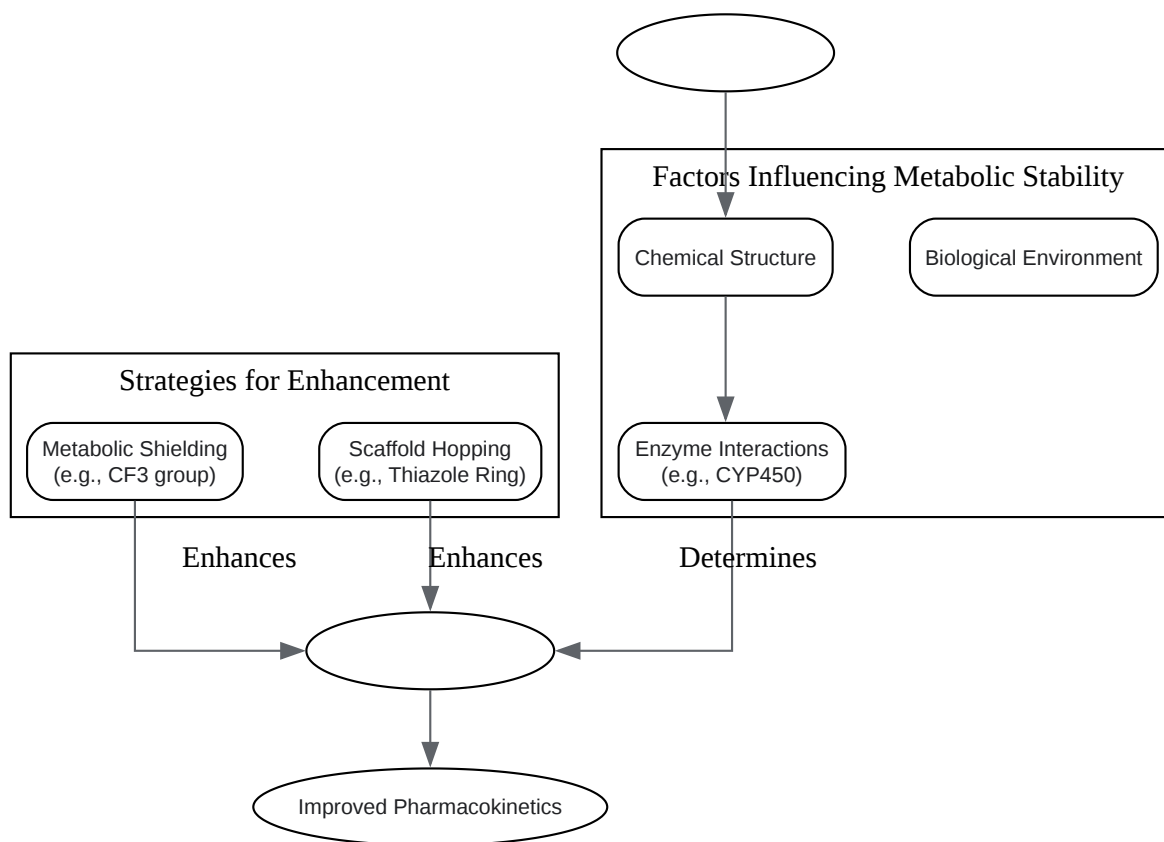 Factors Influencing Metabolic Stability
Chemical Structure
Biological Environment
Strategies for Enhancement
Metabolic Shielding
(e.g., CF3 group)
Scaffold Hopping
(e.g., Thiazole Ring)
Enzyme Interactions
(e.g., CYP450)
Enhances
Enhances
Determines
Improved Pharmacokinetics